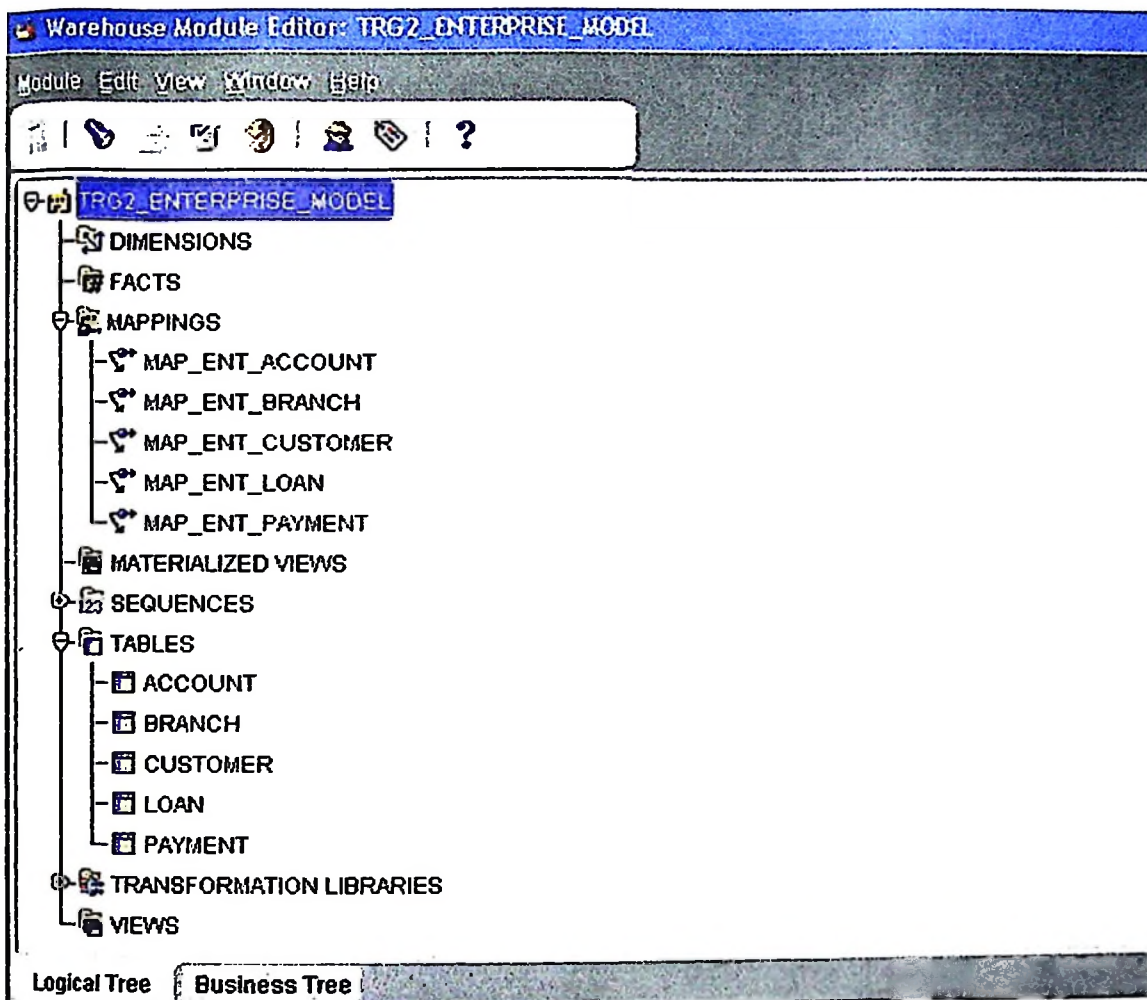 Warehouse Module Editor: TRG2_ENTERPRISE_MODEL
Module Edit View Window Help
?
TRG2_ENTERPRISE_MODEL
DIMENSIONS
FACTS
MAPPINGS
MAP_ENT_ACCOUNT
MAP_ENT_BRANCH
MAP_ENT_CUSTOMER
MAP_ENT_LOAN
MAP_ENT_PAYMENT
MATERIALIZED VIEWS
123 SEQUENCES
TABLES
ACCOUNT
BRANCH
CUSTOMER
LOAN
PAYMENT
TRANSFORMATION LIBRARIES
VIEWS
Logical Tree Business Tree